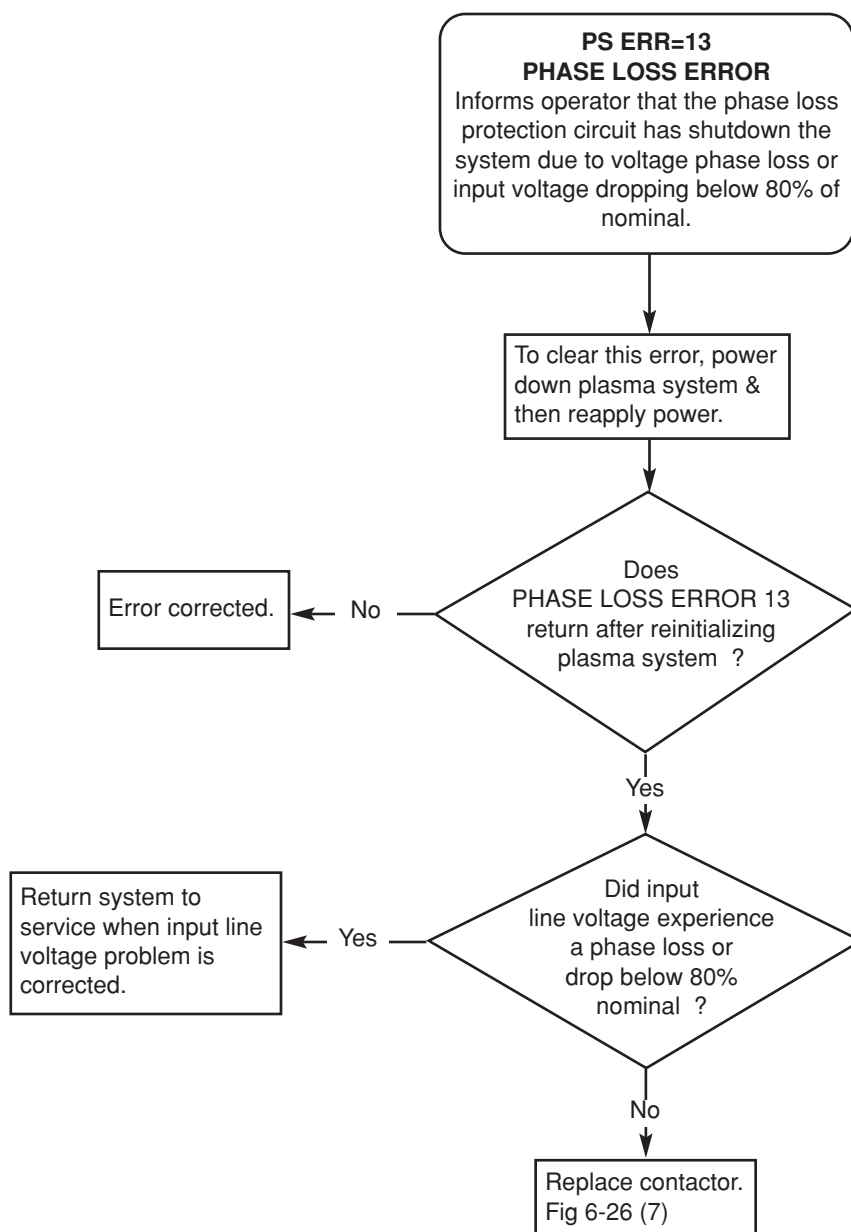 PS ERR=13
PHASE LOSS ERROR
Informs operator that the phase loss
protection circuit has shutdown the
system due to voltage phase loss or
input voltage dropping below 80% of
nominal.
To clear this error, power
down plasma system &
then reapply power.
Does
PHASE LOSS ERROR 13
return after reinitializing
plasma system ?
No
Error corrected.
Yes
Did input
line voltage experience
a phase loss or
drop below 80%
nominal ?
Yes
Return system to
service when input line
voltage problem is
corrected.
No
Replace contactor.
Fig 6-26 (7)